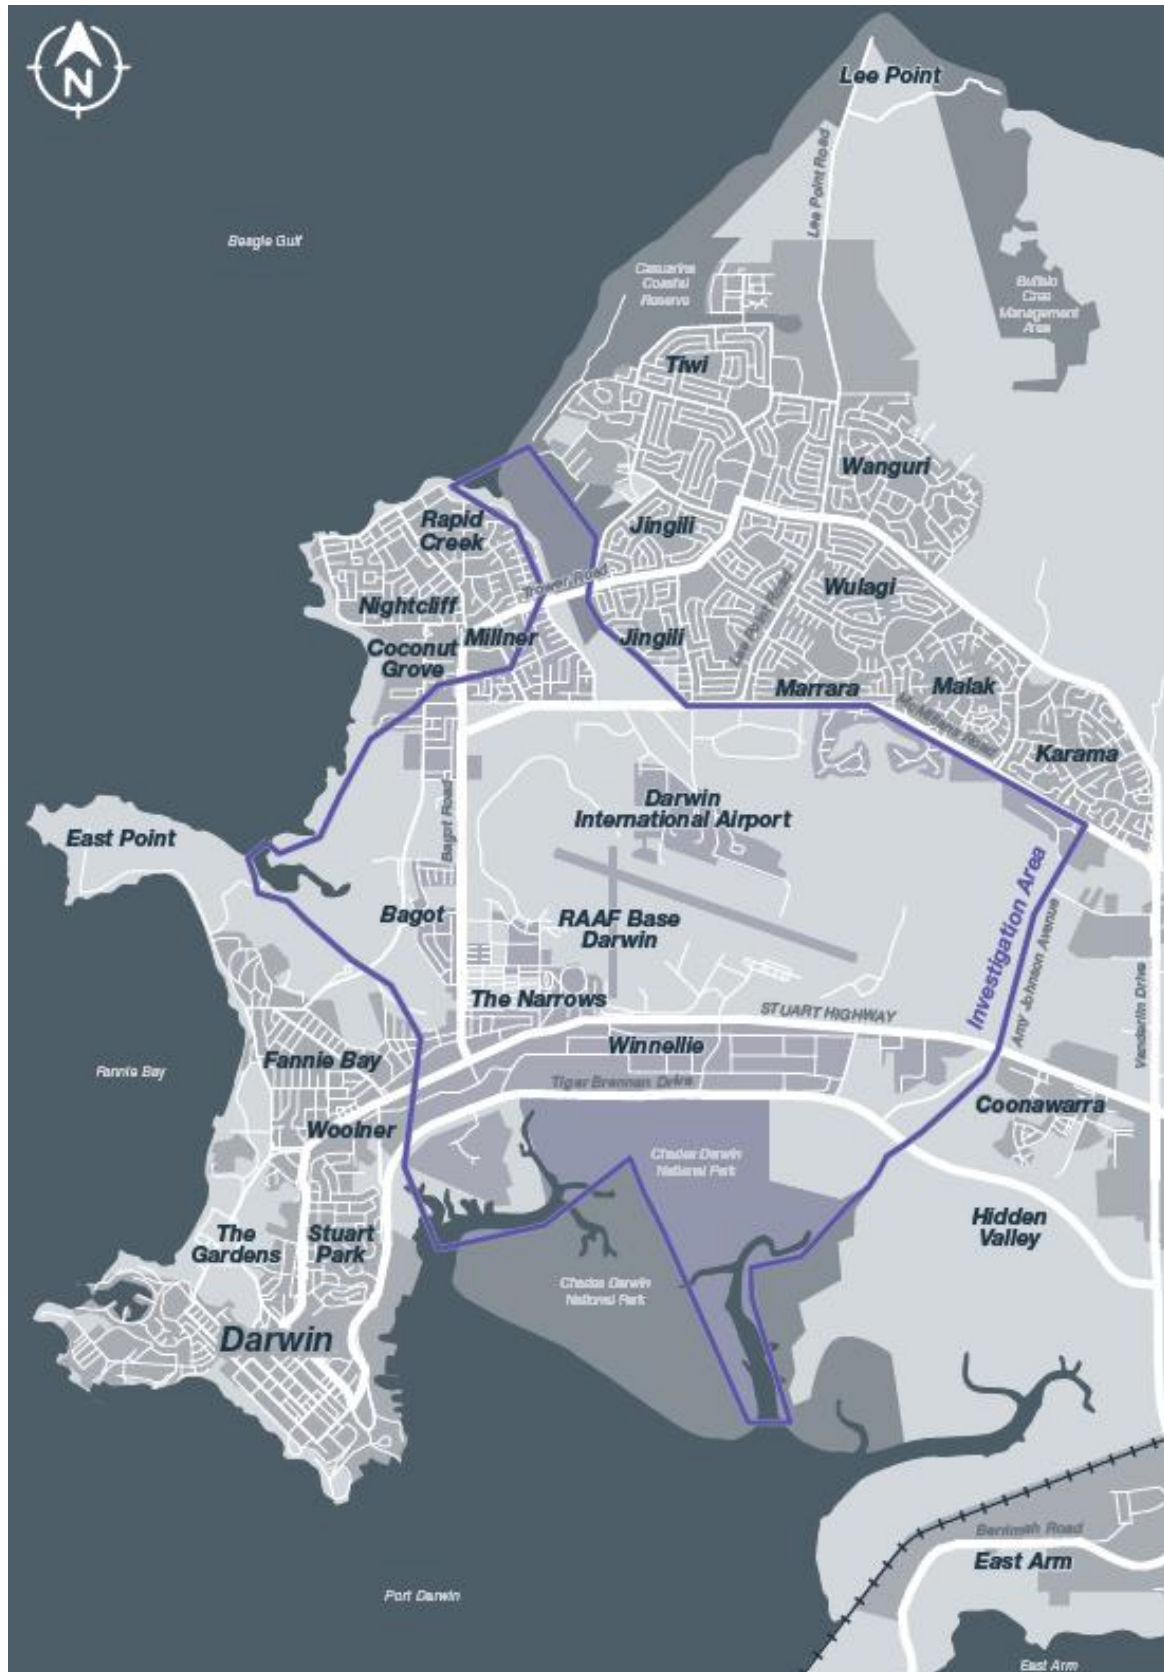 N
Lee Point
Lee Point Road
Beagle Gulf
Casuarina
Coastal
Reserve
Management
Area
Tiwi
Wanguri
Rapid
Creek
Jingili
Trower Road
Wulagi
Nightcliff
Millner
Jingili
Lee Point Road
Coconut
Grove
Marrara
Malak
McMillans Road
Karama
Darwin
International Airport
East Point
Bagot Road
Investigation Area
Bagot
RAAF Base
Darwin
Amy Johnson Avenue
Vanderlin Drive
The Narrows
STUART HIGHWAY
Winnellie
Fannie Bay
Fannie Bay
Tiger Brennan Drive
Coonawarra
Woolner
Charles Darwin
National Park
The
Gardens
Stuart
Park
Hidden
Valley
Charles Darwin
National Park
Darwin
Berrimah Road
East Arm
Port Darwin
East Arm